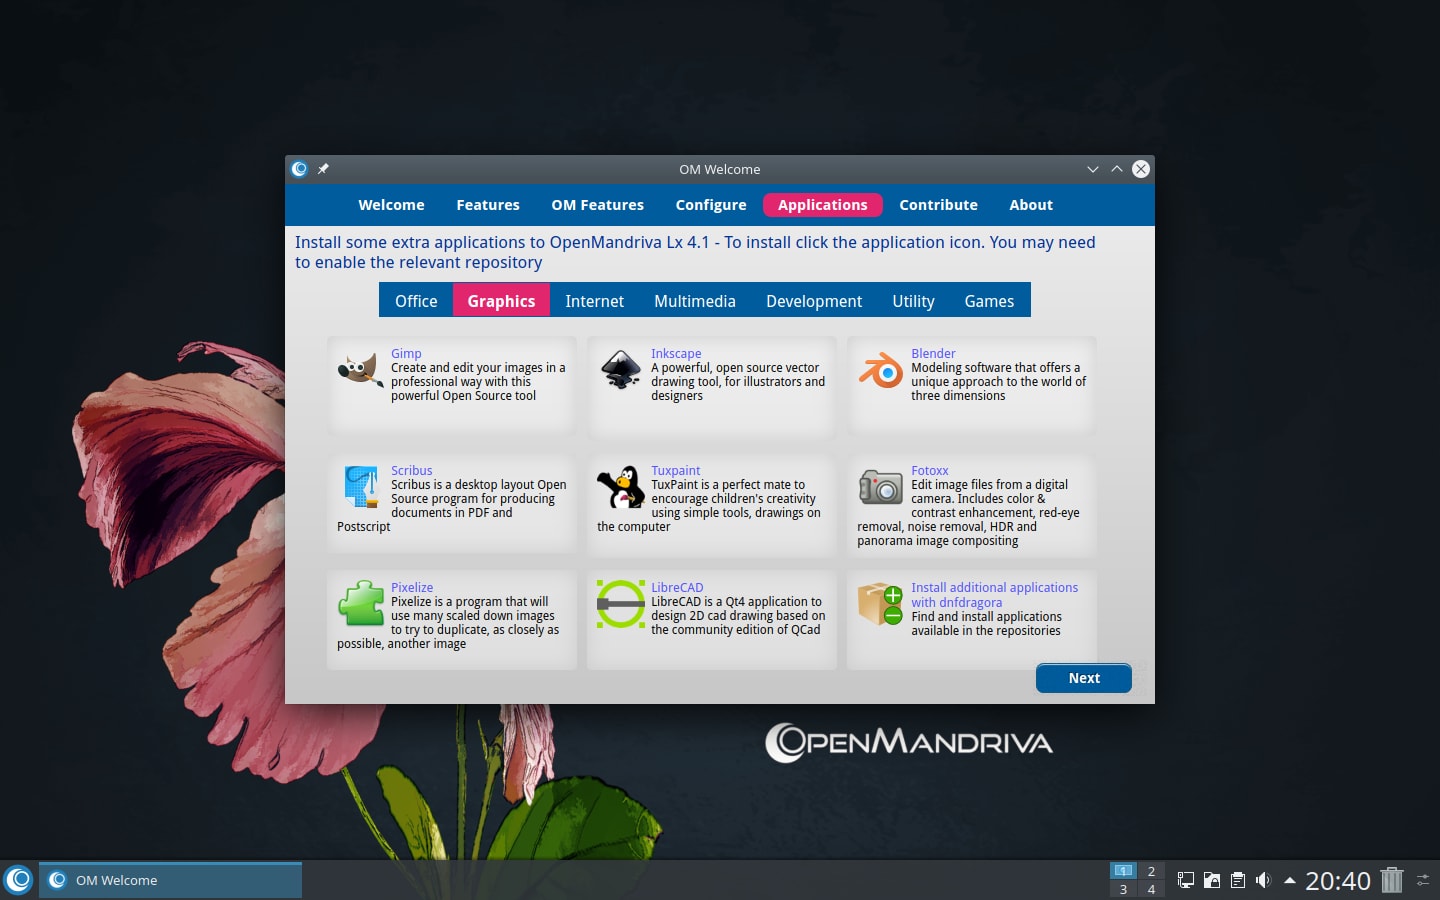 OM Welcome
Welcome
Features
OM Features
Configure
Applications
Contribute
About
Install some extra applications to OpenMandriva Lx 4.1 - To install click the application icon. You may need
to enable the relevant repository
Office
Graphics
Internet
Multimedia
Development
Utility
Games
Gimp
Create and edit your images in a
professional way with this
powerful Open Source tool
Inkscape
A powerful, open source vector
drawing tool, for illustrators and
designers
Blender
Modeling software that offers a
unique approach to the world of
three dimensions
Scribus
Scribus is a desktop layout Open
Source program for producing
documents in PDF and
Postscript
Tuxpaint
TuxPaint is a perfect mate to
encourage children's creativity
using simple tools, drawings on
the computer
Fotoxx
Edit image files from a digital
camera. Includes color &
contrast enhancement, red-eye
removal, noise removal, HDR and
panorama image compositing
Pixelize
Pixelize is a program that will
use many scaled down images
to try to duplicate, as closely as
possible, another image
LibreCAD
LibreCAD is a Qt4 application to
design 2D cad drawing based on
the community edition of QCad
Install additional applications
with dnfdragora
Find and install applications
available in the repositories
Next
OpenMandriva
OM Welcome
1
2
3
4
20:40